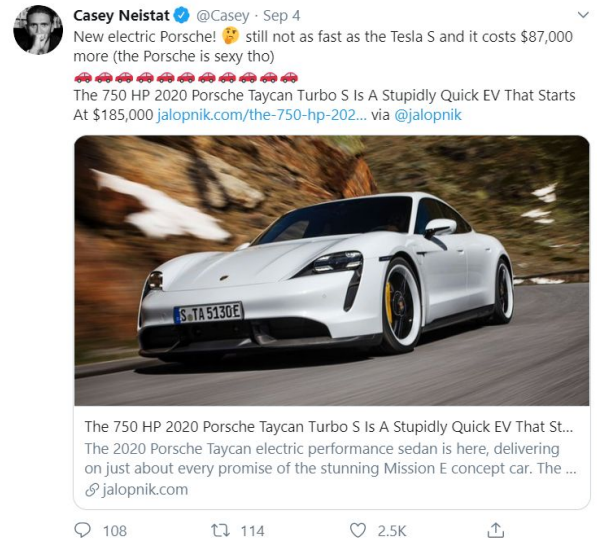 Casey Neistat @Casey · Sep 4
New electric Porsche! 🤔 still not as fast as the Tesla S and it costs $87,000
more (the Porsche is sexy tho)
🚗🚗🚗🚗🚗🚗🚗🚗🚗🚗🚗
The 750 HP 2020 Porsche Taycan Turbo S Is A Stupidly Quick EV That Starts
At $185,000 jalopnik.com/the-750-hp-202... via @jalopnik
S TA 5130E
The 750 HP 2020 Porsche Taycan Turbo S Is A Stupidly Quick EV That St...
The 2020 Porsche Taycan electric performance sedan is here, delivering
on just about every promise of the stunning Mission E concept car. The ...
jalopnik.com
108 114 2.5K